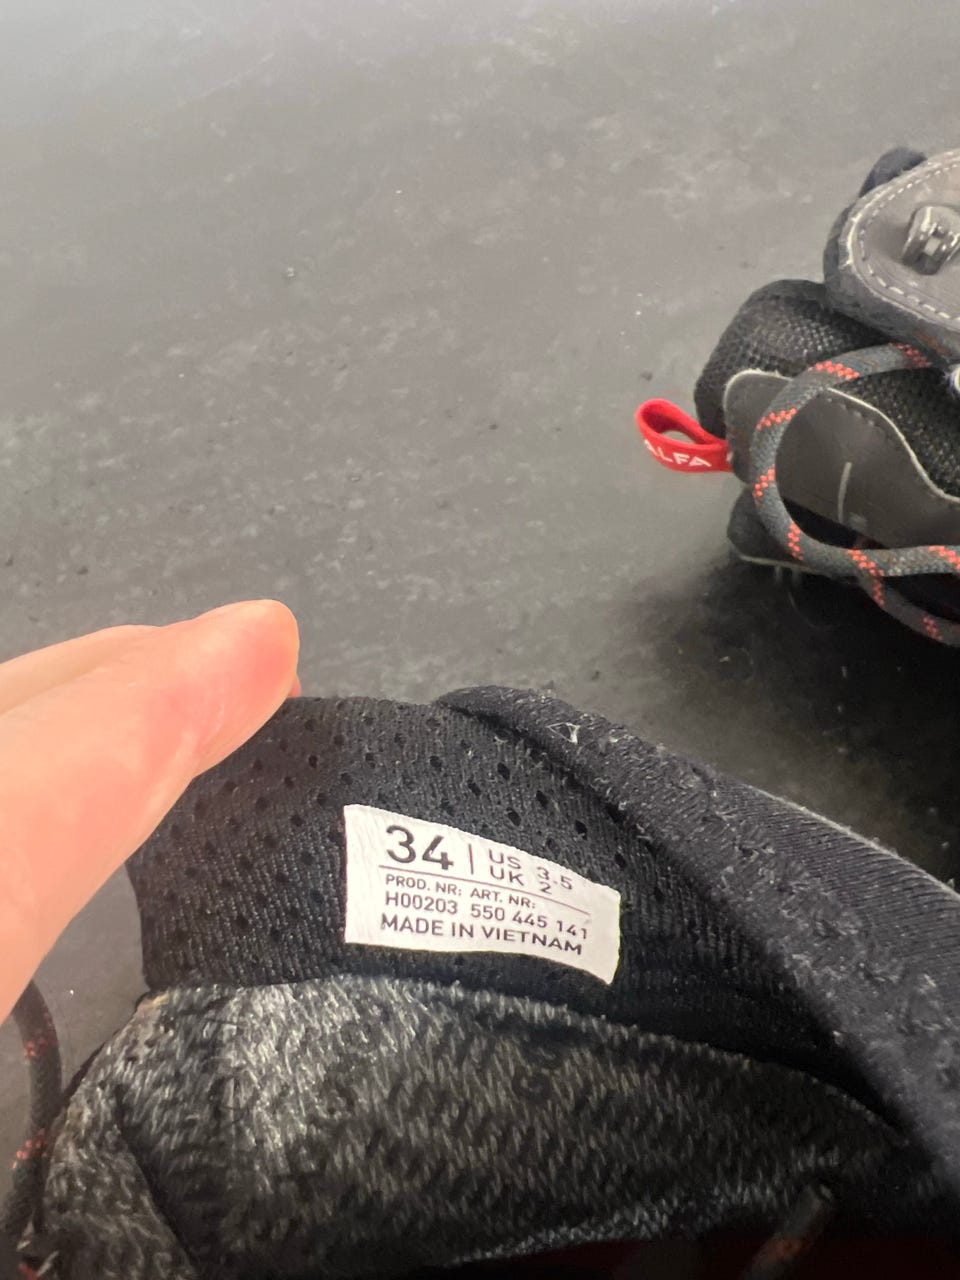 ALFA
34 | US 3.5
UK 2
PROD. NR: ART. NR:
H00203 550 445 141
MADE IN VIETNAM